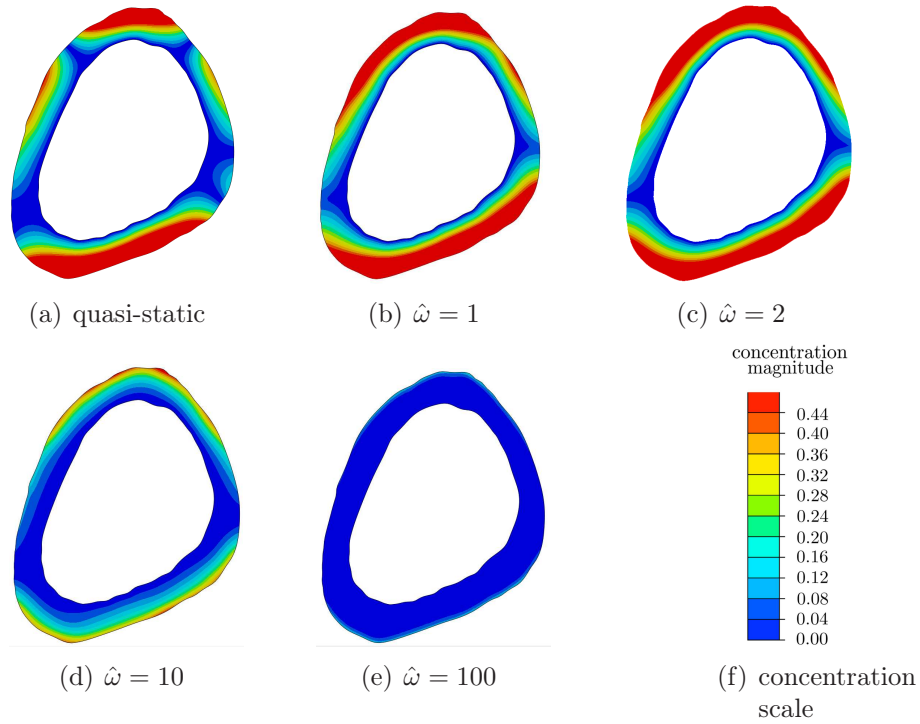 (a) quasi-static
(b) ω̂ = 1
(c) ω̂ = 2
concentration
magnitude
0.44
0.40
0.36
0.32
0.28
0.24
0.20
0.16
0.12
0.08
0.04
0.00
(d) ω̂ = 10
(e) ω̂ = 100
(f) concentration
scale